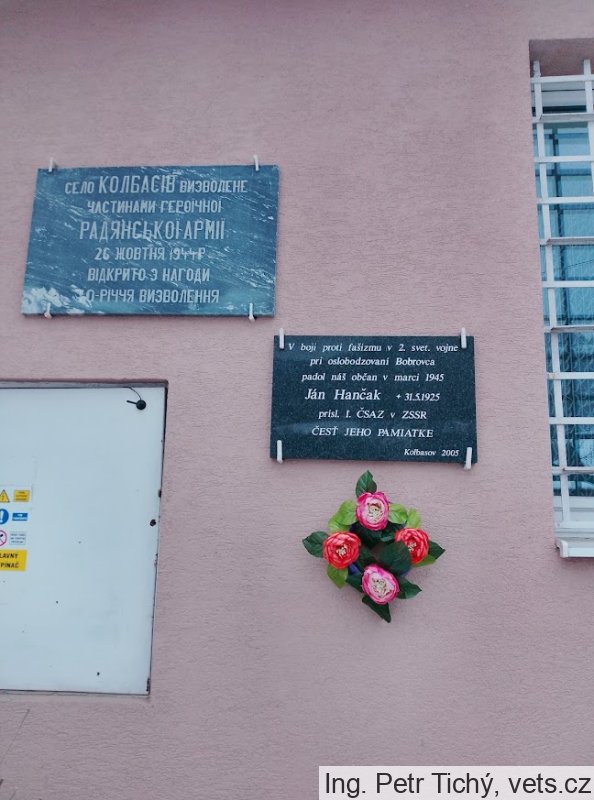 СЕЛО КОЛБАСІВ ВИЗВОЛЕНЕ
ЧАСТИНАМИ ГЕРОЇЧНОЇ
РАДЯНСЬКОЇ АРМІЇ
26 ЖОВТНЯ 1944 Р
ВІДКРИТО З НАГОДИ
40-РІЧЧЯ ВИЗВОЛЕННЯ
V boji proti fašizmu v 2. svet. vojne
pri oslobodzovaní Bobrovca
padol náš občan v marci 1945
Ján Hančak + 31.5.1925
prísl. I. ČSAZ v ZSSR
ČESŤ JEHO PAMIATKE
Kolbasov 2005
Ing. Petr Tichý, vets.cz